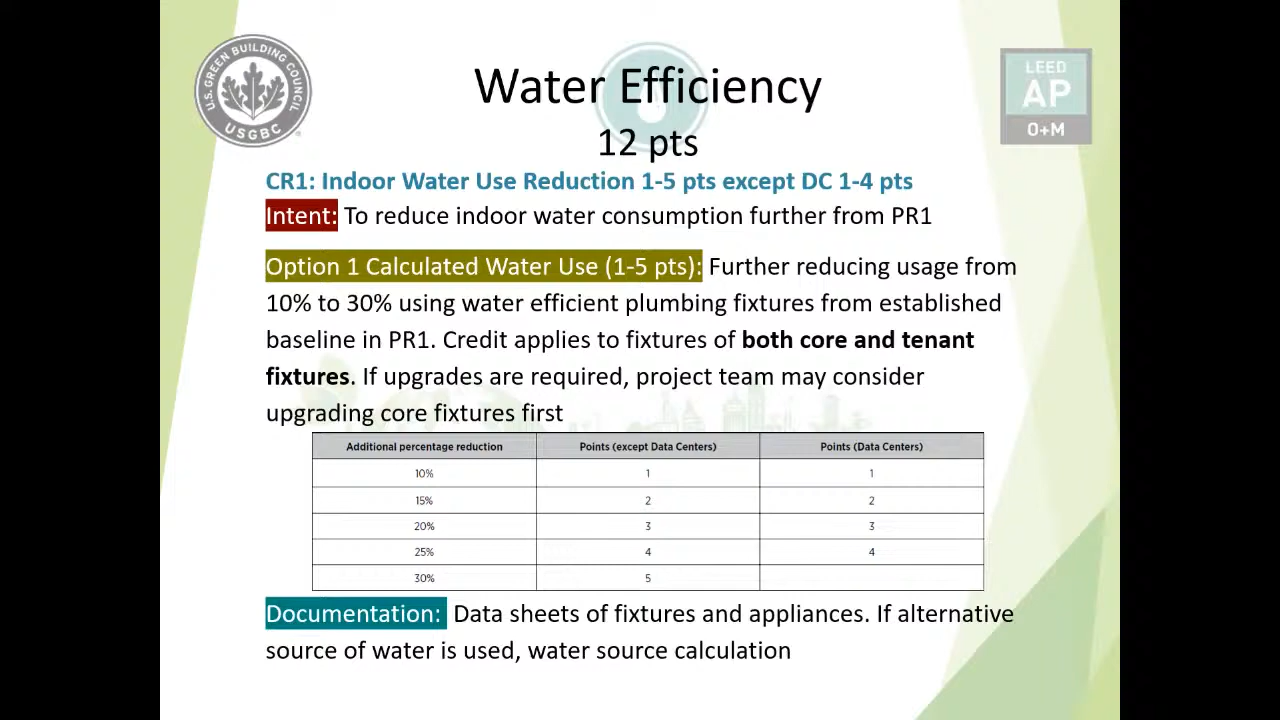 U.S. GREEN BUILDING COUNCIL
USGBC
LEED
AP
O+M
Water Efficiency
12 pts
CR1: Indoor Water Use Reduction 1-5 pts except DC 1-4 pts
Intent: To reduce indoor water consumption further from PR1
Option 1 Calculated Water Use (1-5 pts): Further reducing usage from
10% to 30% using water efficient plumbing fixtures from established
baseline in PR1. Credit applies to fixtures of both core and tenant
fixtures. If upgrades are required, project team may consider
upgrading core fixtures first
Additional percentage reduction Points (except Data Centers) Points (Data Centers)
10% 1 1
15% 2 2
20% 3 3
25% 4 4
30% 5
Documentation: Data sheets of fixtures and appliances. If alternative
source of water is used, water source calculation